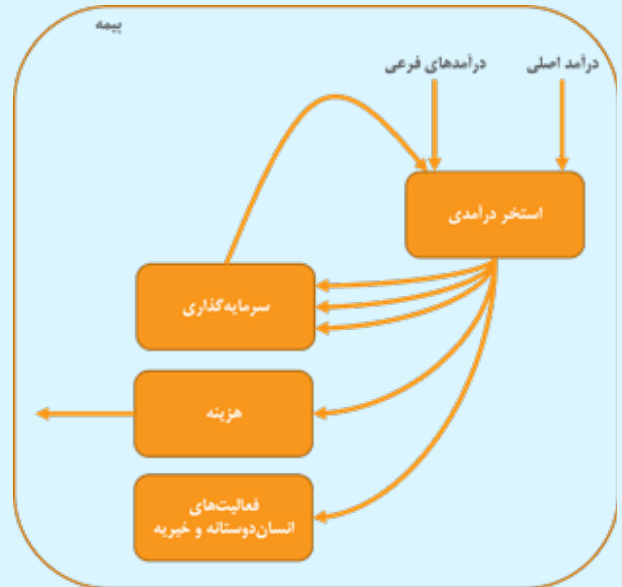 بیمه
درآمد اصلی
درآمدهای فرعی
استخر درآمدی
سرمایه‌گذاری
هزینه
فعالیت‌های
انسان‌دوستانه و خیریه